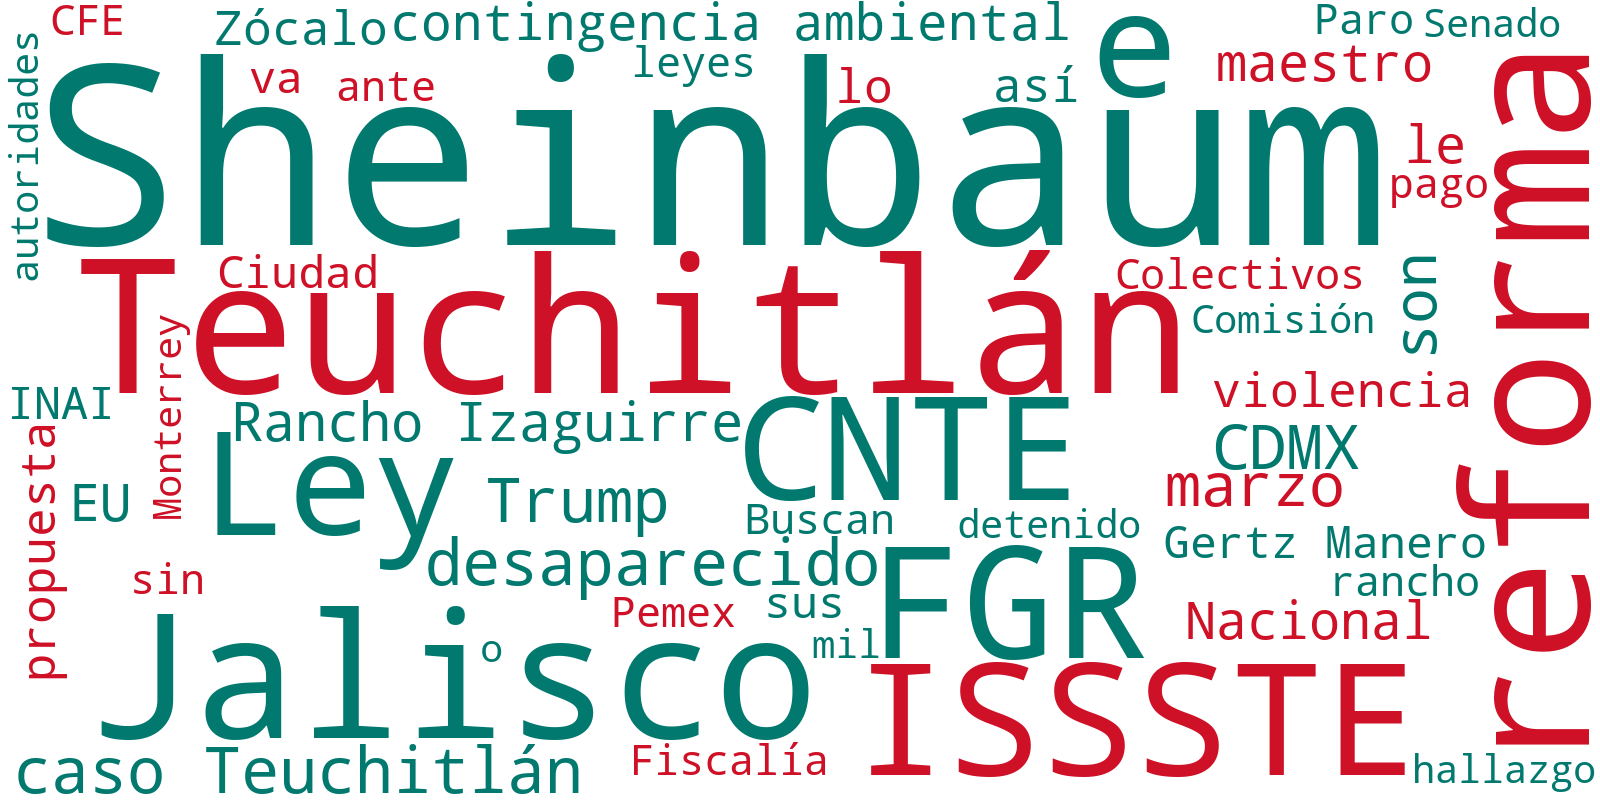 CFE
Zócalo
contingencia ambiental
e
Paro
Senado
autoridades
va
ante
leyes
lo
así
maestro
Sheinbaum
reforma
le
pago
Teuchitlán
Ciudad
Colectivos
Comisión
son
INAI
Monterrey
Rancho Izaguirre
CNTE
violencia
CDMX
Ley
propuesta
EU
Trump
marzo
Buscan
detenido
Gertz Manero
desaparecido
FGR
rancho
sin
Pemex
sus
Nacional
Jalisco
o
mil
ISSSTE
caso Teuchitlán
Fiscalía
hallazgo